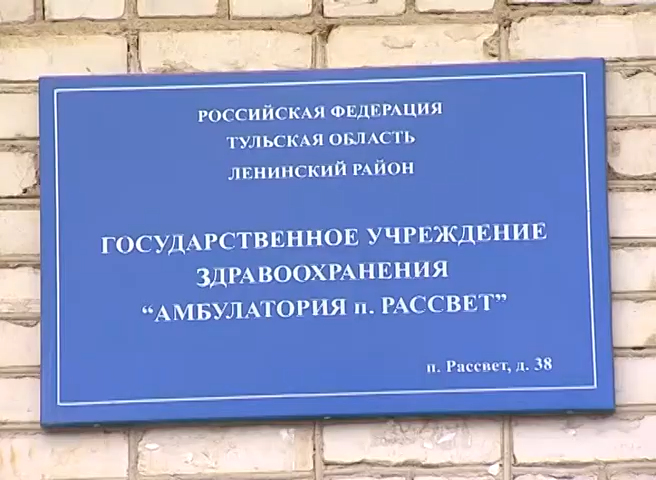 РОССИЙСКАЯ ФЕДЕРАЦИЯ
ТУЛЬСКАЯ ОБЛАСТЬ
ЛЕНИНСКИЙ РАЙОН
ГОСУДАРСТВЕННОЕ УЧРЕЖДЕНИЕ
ЗДРАВООХРАНЕНИЯ
“АМБУЛАТОРИЯ п. РАССВЕТ”
п. Рассвет, д. 38